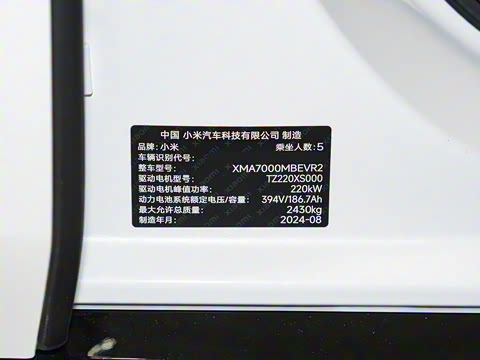 中国 小米汽车科技有限公司 制造
品牌:小米 乘坐人数:5
车辆识别代号:
整车型号: XMA7000MBEVR2
驱动电机型号: TZ220XS000
驱动电机峰值功率: 220kW
动力电池系统额定电压/容量: 394V/186.7Ah
最大允许总质量: 2430kg
制造年月: 2024-08